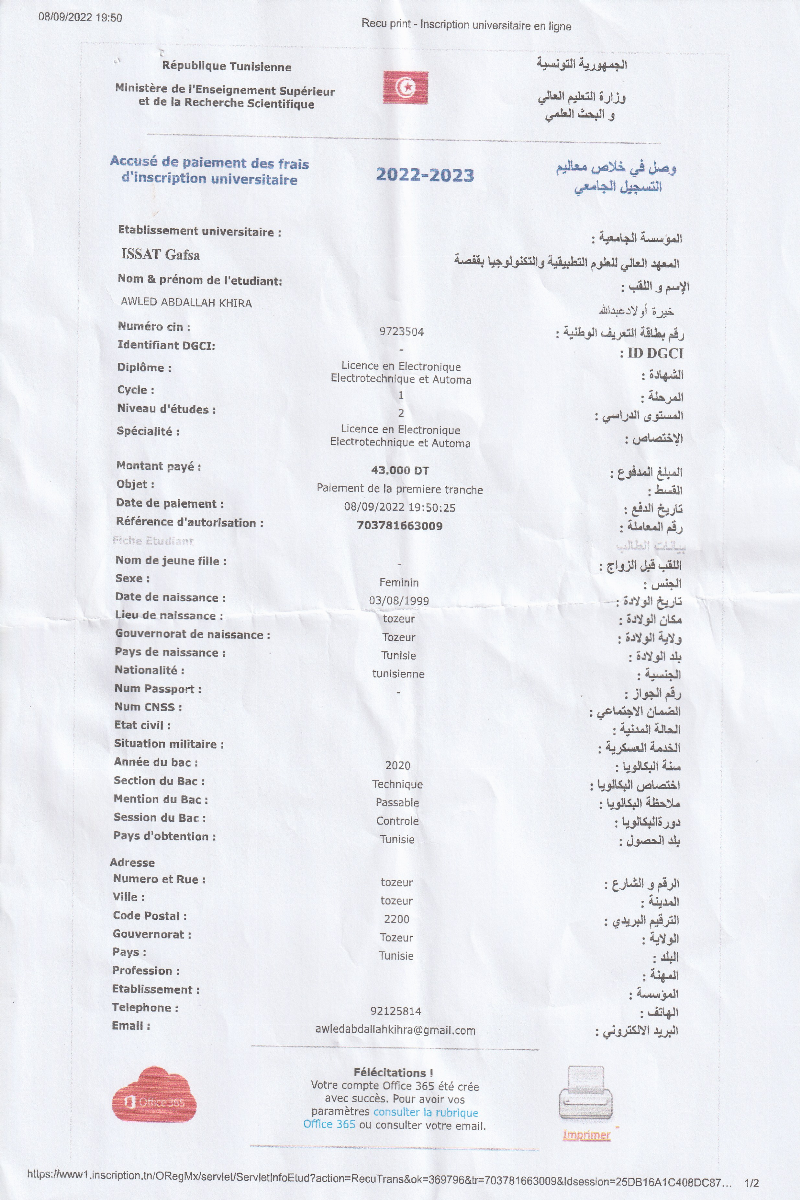 08/09/2022 19:50
Recu print - Inscription universitaire en ligne
République Tunisienne
الجمهورية التونسية
Ministère de l'Enseignement Supérieur
et de la Recherche Scientifique
وزارة التعليم العالي
و البحث العلمي
Accusé de paiement des frais
d'inscription universitaire
2022-2023
وصل في خلاص معاليم
التسجيل الجامعي
Etablissement universitaire :
المؤسسة الجامعية :
ISSAT Gafsa
المعهد العالي للعلوم التطبيقية والتكنولوجيا بقفصة
Nom & prénom de l'etudiant:
الإسم و اللقب :
AWLED ABDALLAH KHIRA
خيرة أولادعبدالله
Numéro cin :
9723504
رقم بطاقة التعريف الوطنية :
Identifiant DGCI:
-
ID DGCI :
Diplôme :
Licence en Electronique
Electrotechnique et Automa
الشهادة :
Cycle :
1
المرحلة :
Niveau d'études :
2
المستوى الدراسي :
Spécialité :
Licence en Electronique
Electrotechnique et Automa
الإختصاص :
Montant payé :
43.000 DT
المبلغ المدفوع :
Objet :
Paiement de la premiere tranche
القسط :
Date de paiement :
08/09/2022 19:50:25
تاريخ الدفع :
Référence d'autorisation :
703781663009
رقم المعاملة :
Fiche Etudiant
بيانات الطالب
Nom de jeune fille :
-
اللقب قبل الزواج :
Sexe :
Feminin
الجنس :
Date de naissance :
03/08/1999
تاريخ الولادة :
Lieu de naissance :
tozeur
مكان الولادة :
Gouvernorat de naissance :
Tozeur
ولاية الولادة :
Pays de naissance :
Tunisie
بلد الولادة :
Nationalité :
tunisienne
الجنسية :
Num Passport :
-
رقم الجواز :
Num CNSS :
الضمان الاجتماعي :
Etat civil :
الحالة المدنية :
Situation militaire :
الخدمة العسكرية :
Année du bac :
2020
سنة البكالويا :
Section du Bac :
Technique
اختصاص البكالويا :
Mention du Bac :
Passable
ملاحظة البكالويا :
Session du Bac :
Controle
دورةالبكالويا :
Pays d'obtention :
Tunisie
بلد الحصول :
Adresse
Numero et Rue :
tozeur
الرقم و الشارع :
Ville :
tozeur
المدينة :
Code Postal :
2200
الترقيم البريدي :
Gouvernorat :
Tozeur
الولاية :
Pays :
Tunisie
البلد :
Profession :
المهنة :
Etablissement :
المؤسسة :
Telephone :
92125814
الهاتف :
Email :
awledabdallahkihra@gmail.com
البريد الالكتروني :
Félécitations !
Votre compte Office 365 été crée
avec succès. Pour avoir vos
paramètres consulter la rubrique
Office 365 ou consulter votre email.
Office 365
Imprimer
https://www1.inscription.tn/ORegMx/servlet/ServletInfoEtud?action=RecuTrans&ok=369796&tr=703781663009&Idsession=25DB16A1C408DC87...
1/2